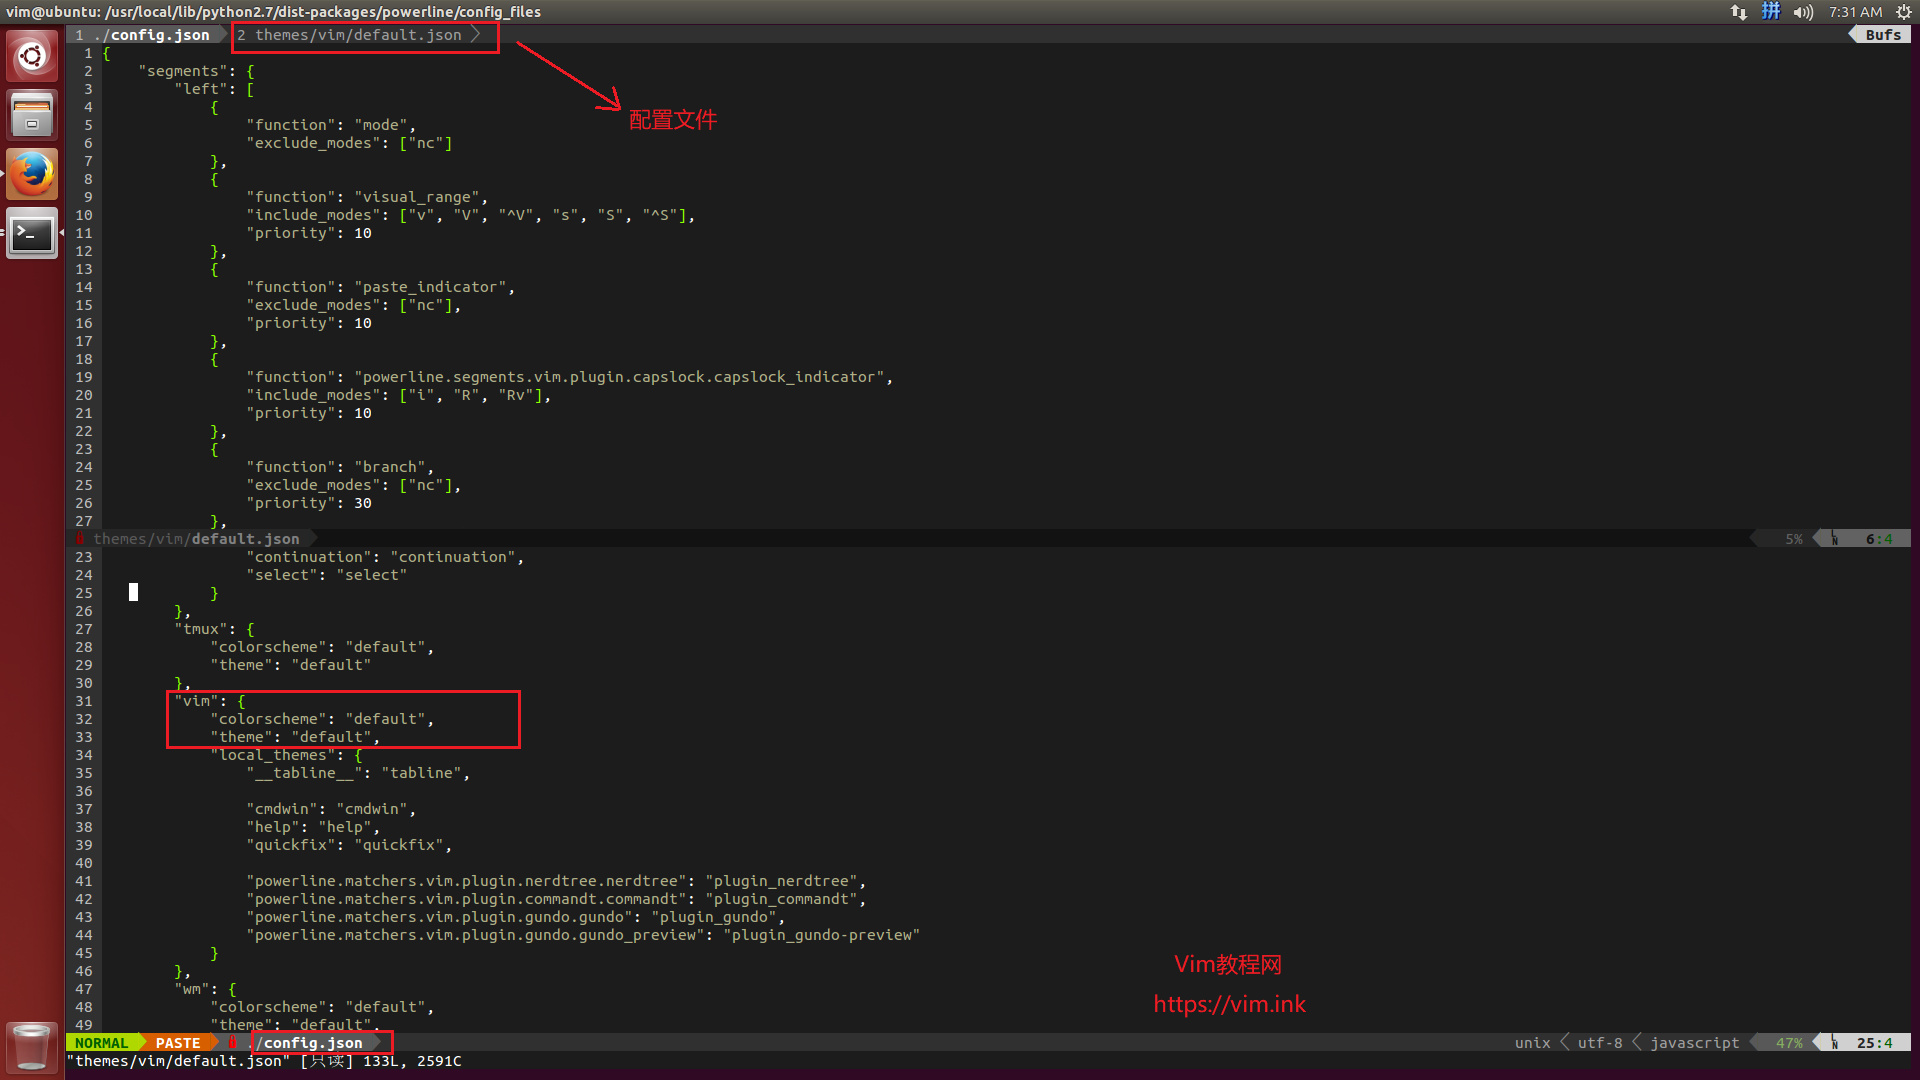 vim@ubuntu: /usr/local/lib/python2.7/dist-packages/powerline/config_files
拼 7:31 AM
1 ./config.json 2 themes/vim/default.json Bufs
配置文件
1 {
2     "segments": {
3         "left": [
4             {
5                 "function": "mode",
6                 "exclude_modes": ["nc"]
7             },
8             {
9                 "function": "visual_range",
10                 "include_modes": ["v", "V", "^V", "s", "S", "^S"],
11                 "priority": 10
12             },
13             {
14                 "function": "paste_indicator",
15                 "exclude_modes": ["nc"],
16                 "priority": 10
17             },
18             {
19                 "function": "powerline.segments.vim.plugin.capslock.capslock_indicator",
20                 "include_modes": ["i", "R", "Rv"],
21                 "priority": 10
22             },
23             {
24                 "function": "branch",
25                 "exclude_modes": ["nc"],
26                 "priority": 30
27             },
themes/vim/default.json 5% LN 6:4
23                 "continuation": "continuation",
24                 "select": "select"
25             }
26         },
27         "tmux": {
28             "colorscheme": "default",
29             "theme": "default"
30         },
31         "vim": {
32             "colorscheme": "default",
33             "theme": "default",
34             "local_themes": {
35                 "__tabline__": "tabline",
36
37                 "cmdwin": "cmdwin",
38                 "help": "help",
39                 "quickfix": "quickfix",
40
41                 "powerline.matchers.vim.plugin.nerdtree.nerdtree": "plugin_nerdtree",
42                 "powerline.matchers.vim.plugin.commandt.commandt": "plugin_commandt",
43                 "powerline.matchers.vim.plugin.gundo.gundo": "plugin_gundo",
44                 "powerline.matchers.vim.plugin.gundo.gundo_preview": "plugin_gundo-preview"
45             }
46         },
47         "wm": {
48             "colorscheme": "default",
49             "theme": "default",
Vim教程网
https://vim.ink
NORMAL PASTE ./config.json unix utf-8 javascript 47% LN 25:4
"themes/vim/default.json" [只读] 133L, 2591C